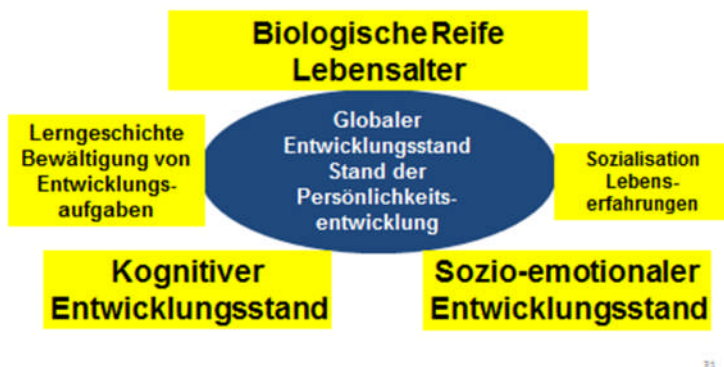 Biologische Reife
Lebensalter
Globaler
Entwicklungsstand
Stand der
Persönlichkeits-
entwicklung
Lerngeschichte
Bewältigung von
Entwicklungs-
aufgaben
Sozialisation
Lebens-
erfahrungen
Kognitiver
Entwicklungsstand
Sozio-emotionaler
Entwicklungsstand